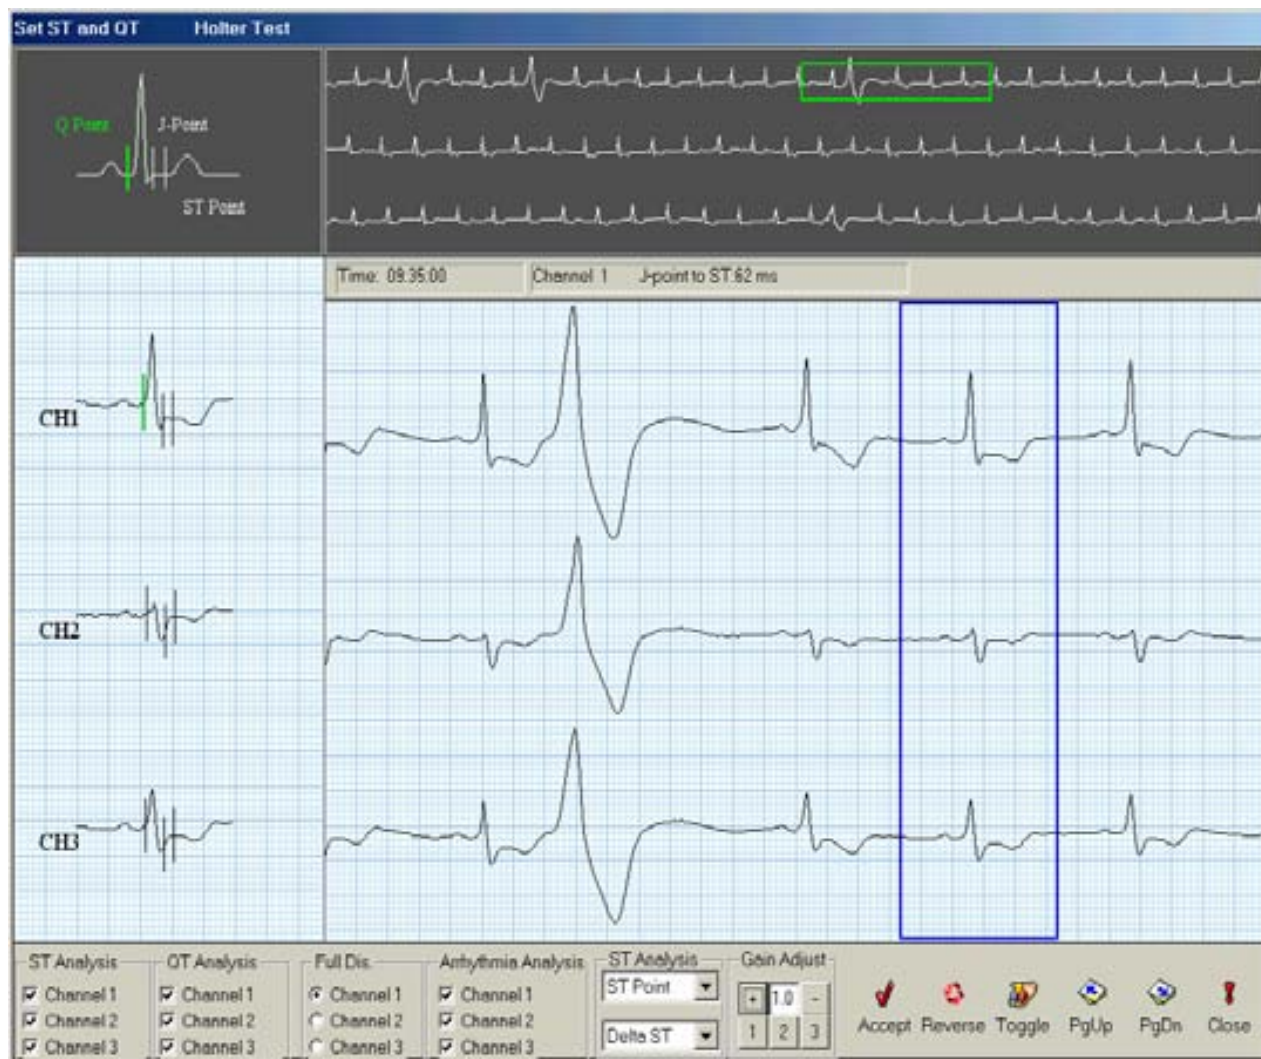 Set ST and QT Holter Test
Q Point J-Point
ST Point
Time: 09:35:00 Channel 1 J-point to ST:62 ms
CH1
CH2
CH3
ST Analysis QT Analysis Full Dis. Arrhythmia Analysis ST Analysis Gain Adjust
Channel 1 Channel 1 Channel 1 Channel 1 ST Point + 1.0 -
Channel 2 Channel 2 Channel 2 Channel 2
Channel 3 Channel 3 Channel 3 Channel 3 Delta ST 1 2 3
Accept Reverse Toggle PgUp PgDn Close